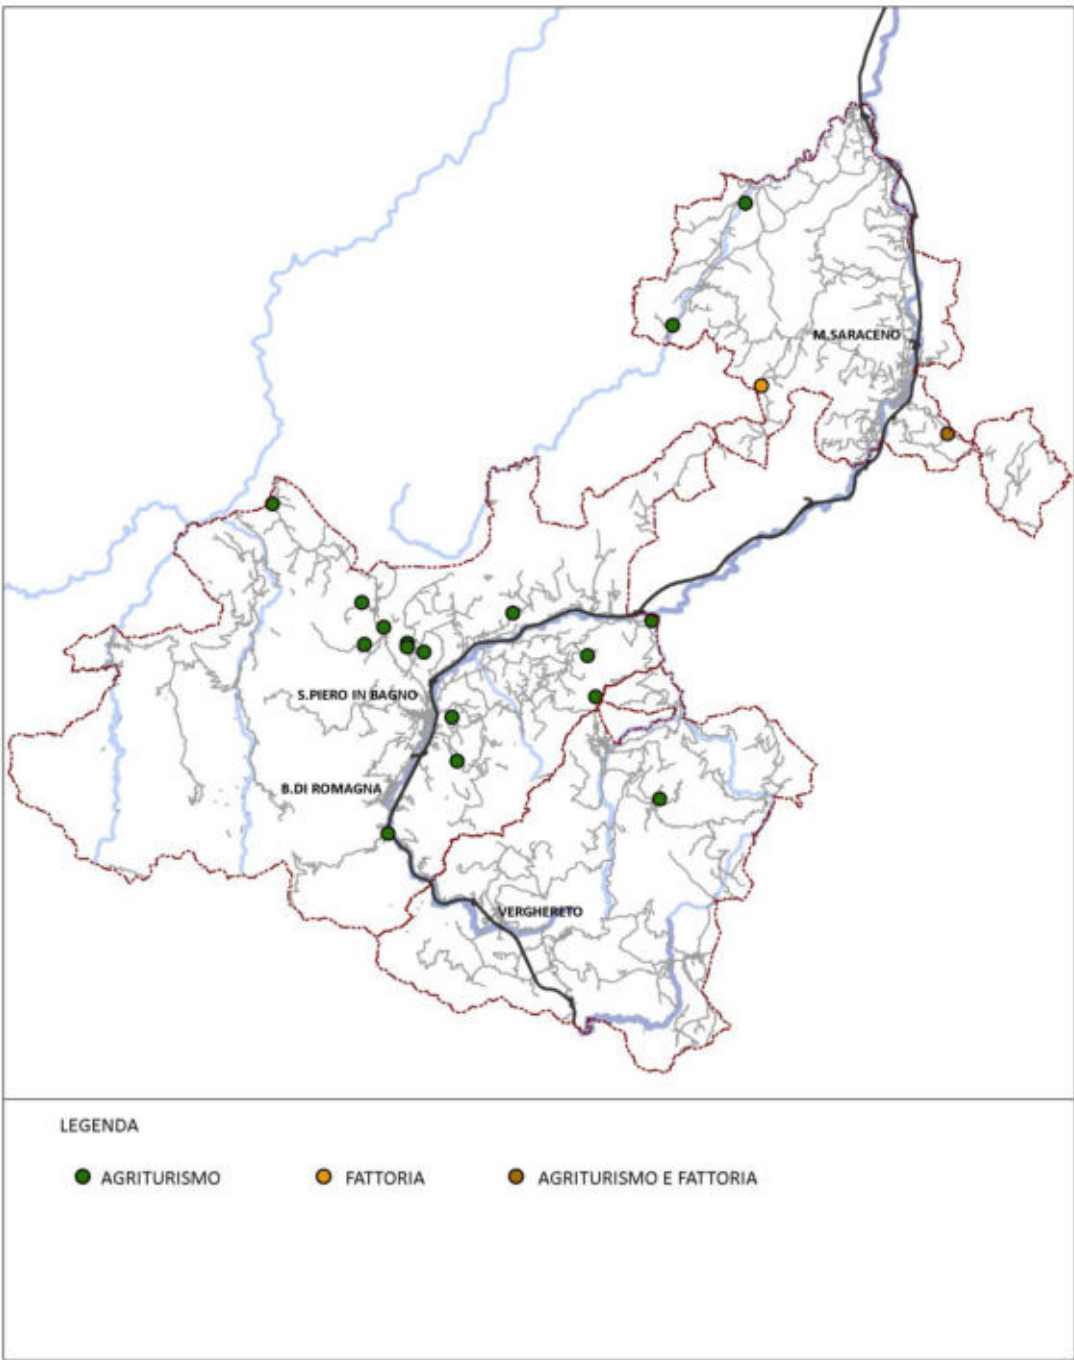 M.SARACENO
S.PIERO IN BAGNO
B.DI ROMAGNA
VERGHERETO
LEGENDA
AGRITURISMO
FATTORIA
AGRITURISMO E FATTORIA